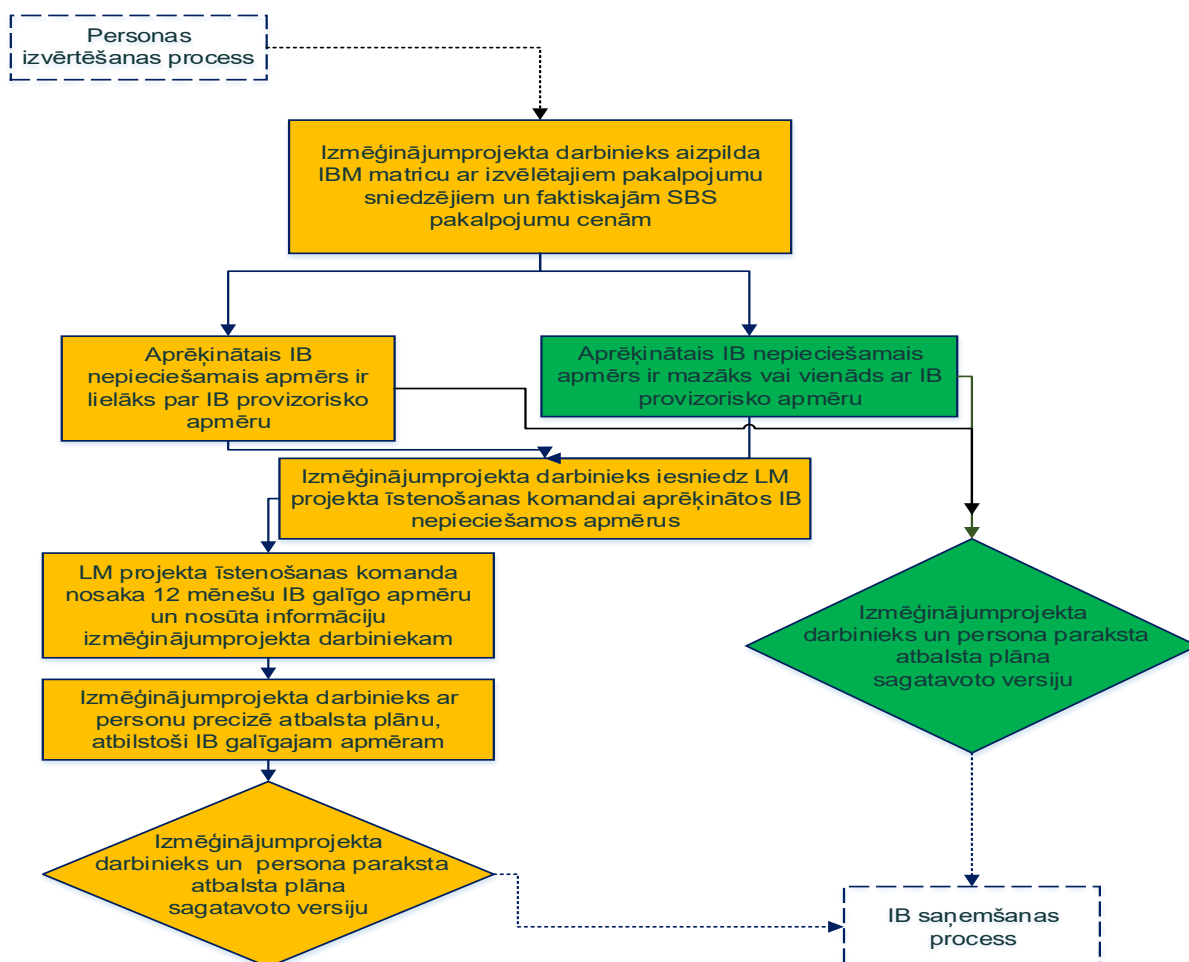 Personas
izvērtēšanas process
Izmēģinājumprojekta darbinieks aizpilda
IBM matricu ar izvēlētajiem pakalpojumu
sniedzējiem un faktiskajām SBS
pakalpojumu cenām
Aprēķinātais IB
nepieciešamais apmērs ir
lielāks par IB provizorisko
apmēru
Aprēķinātais IB nepieciešamais
apmērs ir mazāks vai vienāds ar IB
provizorisko apmēru
Izmēģinājumprojekta darbinieks iesniedz LM
projekta īstenošanas komandai aprēķinātos IB
nepieciešamos apmērus
LM projekta īstenošanas komanda
nosaka 12 mēnešu IB galīgo apmēru
un nosūta informāciju
izmēģinājumprojekta darbiniekam
Izmēģinājumprojekta
darbinieks un persona paraksta
atbalsta plāna
sagatavoto versiju
Izmēģinājumprojekta darbinieks ar
personu precizē atbalsta plānu,
atbilstoši IB galīgajam apmēram
Izmēģinājumprojekta
darbinieks un  persona paraksta
atbalsta plāna
sagatavoto versiju
IB saņemšanas
process